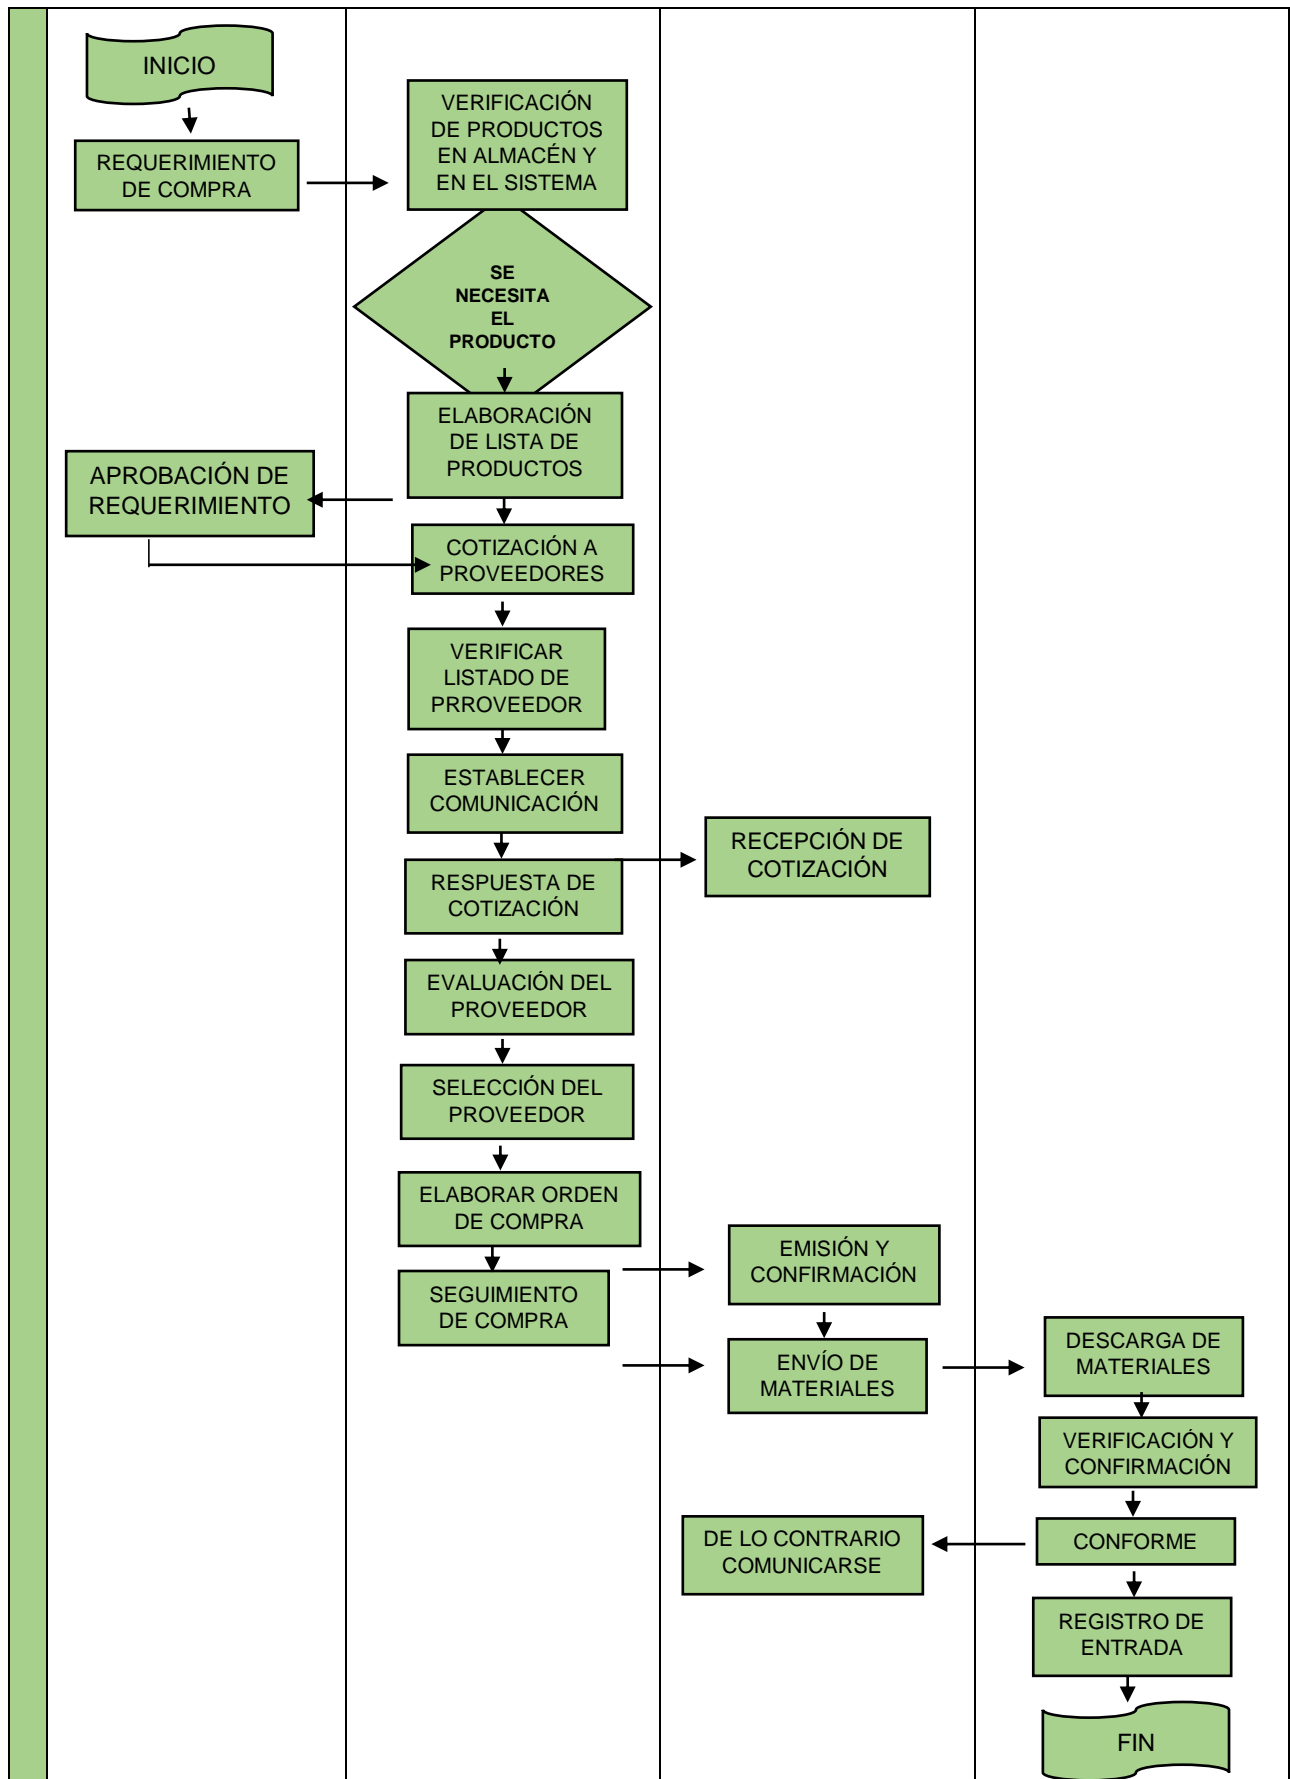 INICIO
REQUERIMIENTO
DE COMPRA
VERIFICACIÓN
DE PRODUCTOS
EN ALMACÉN Y
EN EL SISTEMA
SE
NECESITA
EL
PRODUCTO
ELABORACIÓN
DE LISTA DE
PRODUCTOS
APROBACIÓN DE
REQUERIMIENTO
COTIZACIÓN A
PROVEEDORES
VERIFICAR
LISTADO DE
PRROVEEDOR
ESTABLECER
COMUNICACIÓN
RECEPCIÓN DE
COTIZACIÓN
RESPUESTA DE
COTIZACIÓN
EVALUACIÓN DEL
PROVEEDOR
SELECCIÓN DEL
PROVEEDOR
ELABORAR ORDEN
DE COMPRA
EMISIÓN Y
CONFIRMACIÓN
SEGUIMIENTO
DE COMPRA
ENVÍO DE
MATERIALES
DESCARGA DE
MATERIALES
VERIFICACIÓN Y
CONFIRMACIÓN
CONFORME
DE LO CONTRARIO
COMUNICARSE
REGISTRO DE
ENTRADA
FIN